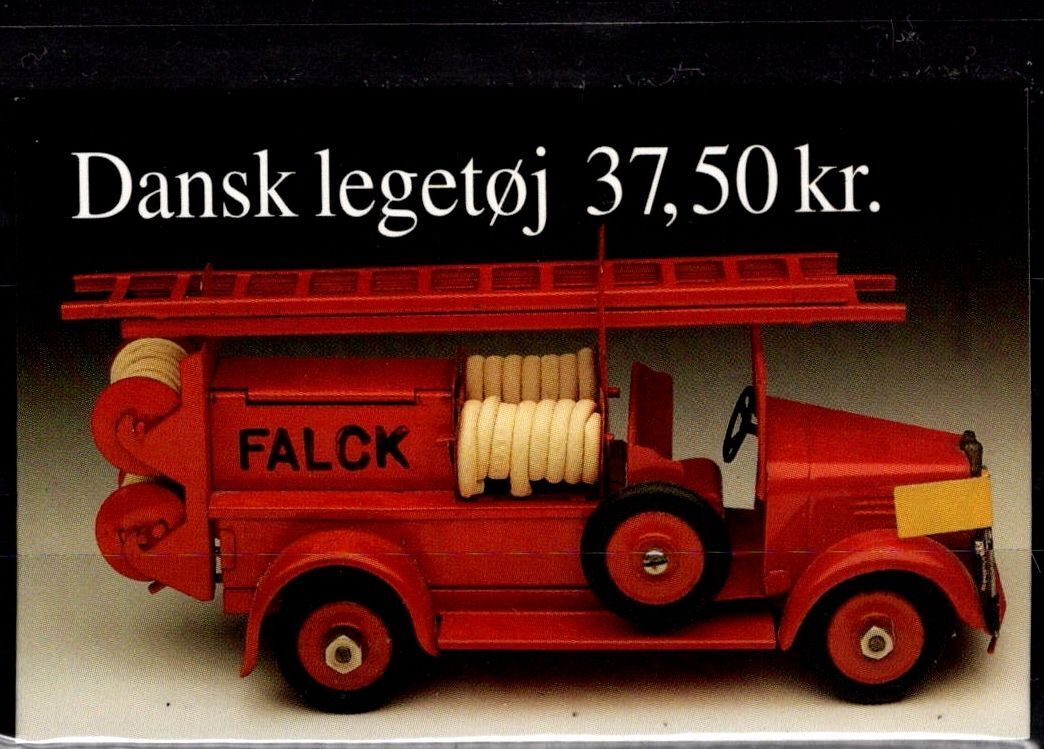 Dansk legetøj 37,50 kr.
FALCK